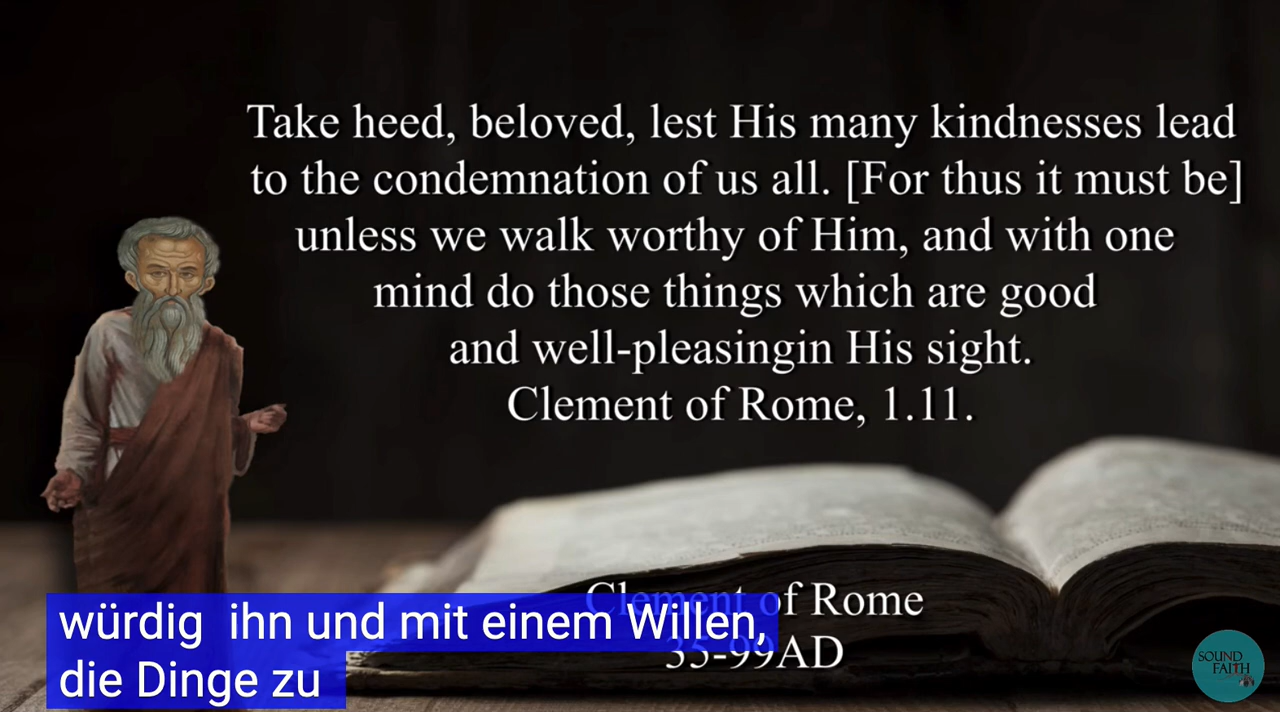 Take heed, beloved, lest His many kindnesses lead
to the condemnation of us all. [For thus it must be]
unless we walk worthy of Him, and with one
mind do those things which are good
and well-pleasingin His sight.
Clement of Rome, 1.11.
Clement of Rome
35-99AD
würdig ihn und mit einem Willen,
die Dinge zu
SOUND
FAITH